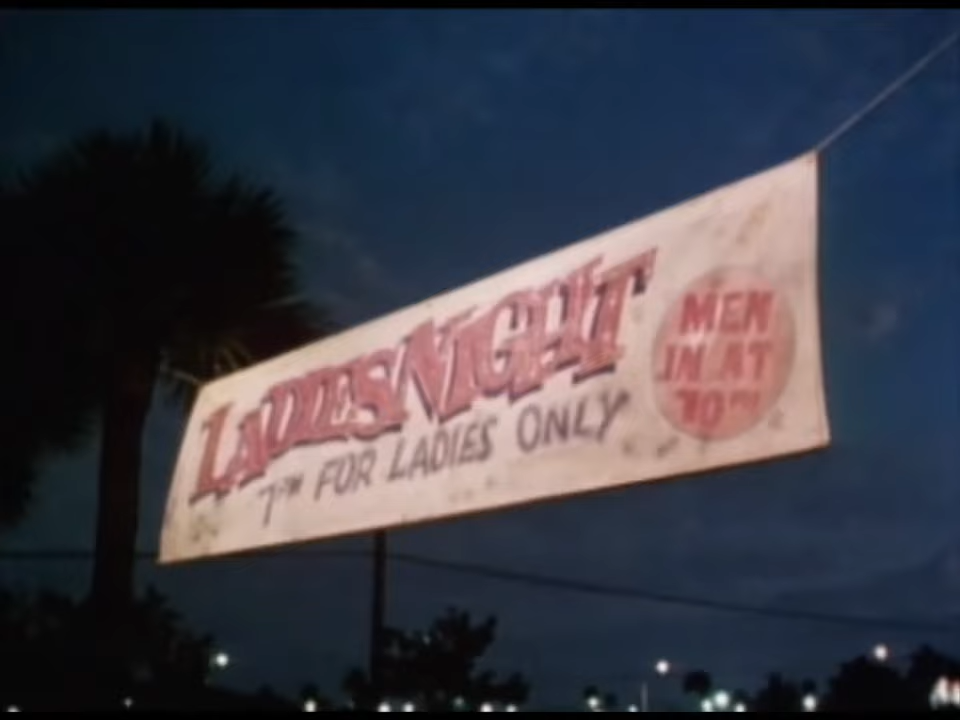 LADIES NIGHT
7PM FOR LADIES ONLY
MEN
IN AT
10PM